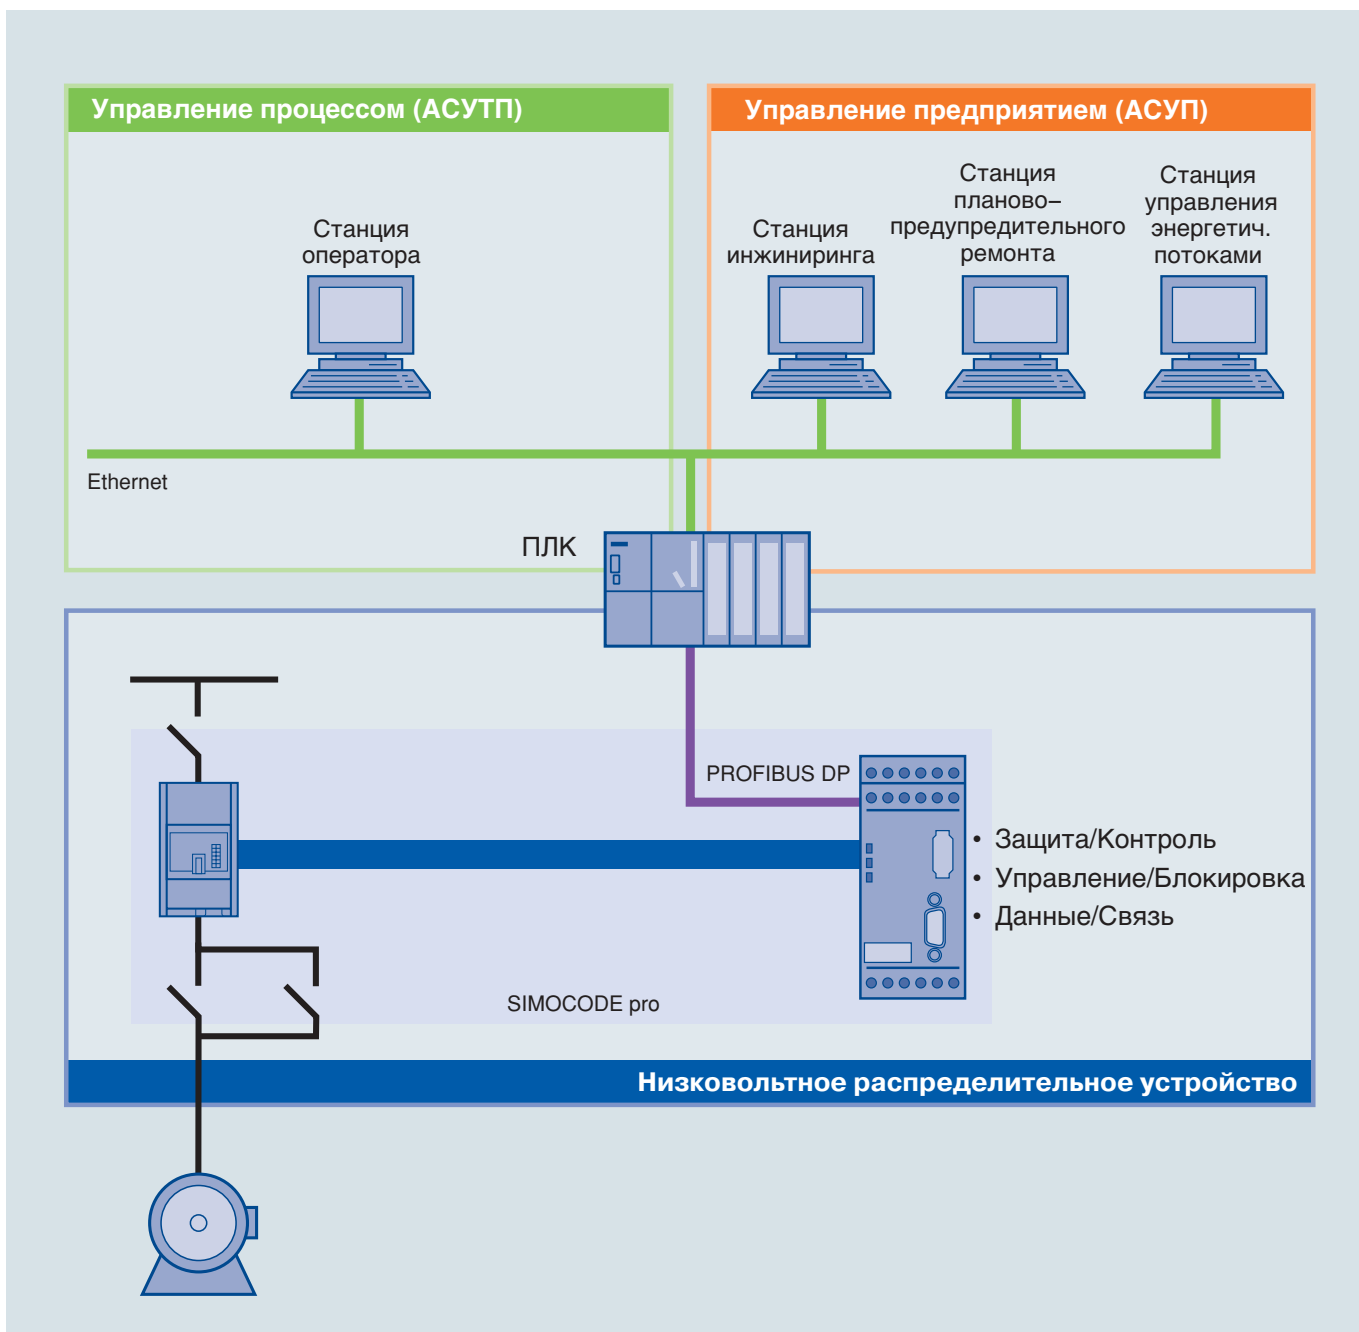 Управление процессом (АСУТП)
Управление предприятием (АСУП)
Станция
оператора
Станция
инжиниринга
Станция
планово–
предупредительного
ремонта
Станция
управления
энергетич.
потоками
Ethernet
ПЛК
PROFIBUS DP
• Защита/Контроль
• Управление/Блокировка
• Данные/Связь
SIMOCODE pro
Низковольтное распределительное устройство